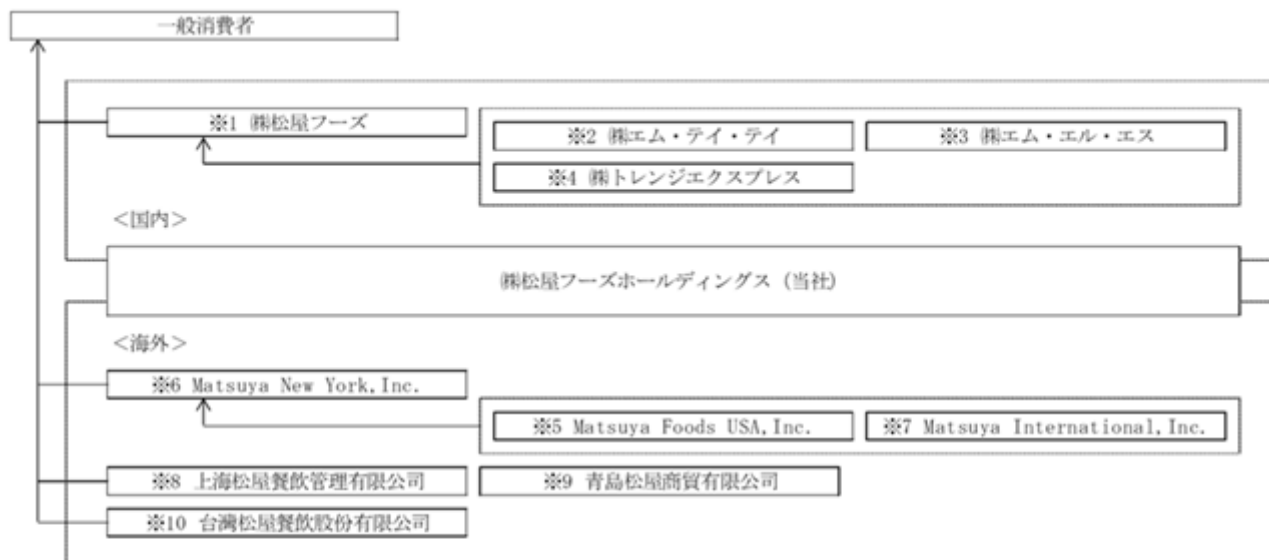 一般消費者
※1 ㈱松屋フーズ
※2 ㈱エム・テイ・テイ
※3 ㈱エム・エル・エス
※4 ㈱トレンジエクスプレス
＜国内＞
㈱松屋フーズホールディングス（当社）
＜海外＞
※6 Matsuya New York,Inc.
※5 Matsuya Foods USA,Inc.
※7 Matsuya International,Inc.
※8 上海松屋餐飲管理有限公司
※9 青島松屋商貿有限公司
※10 台灣松屋餐飲股份有限公司